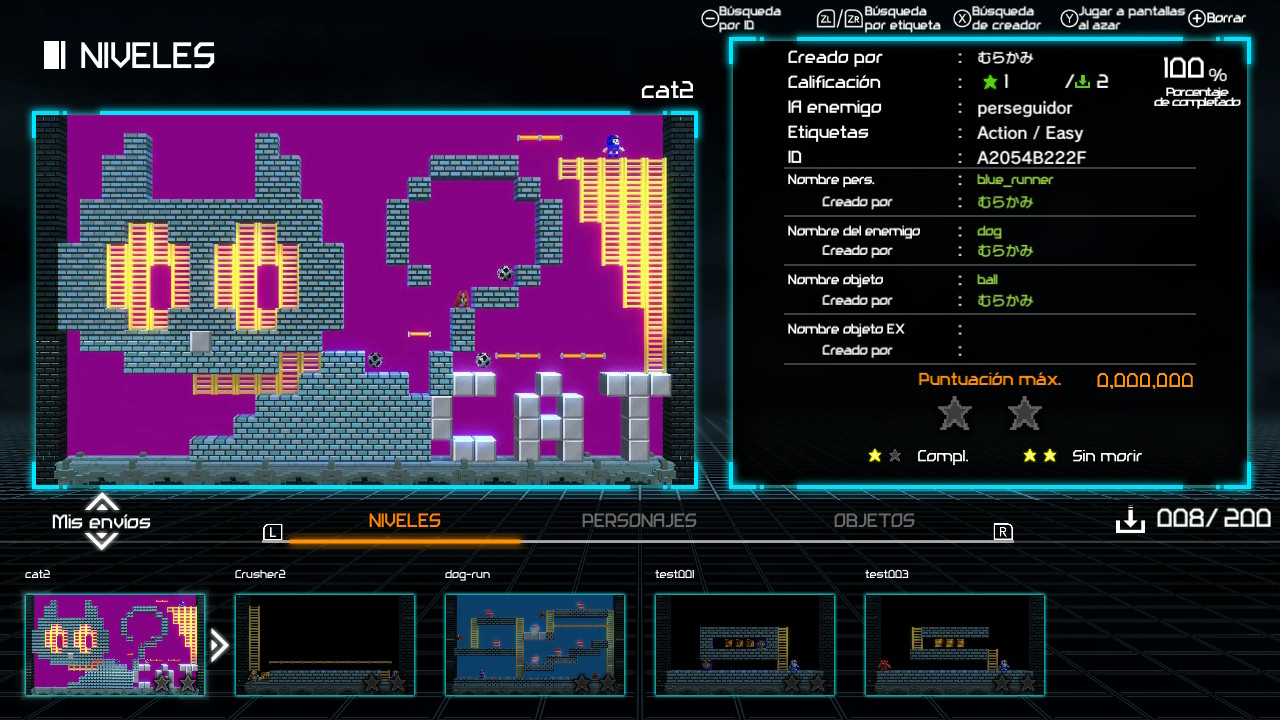 Búsqueda
por ID
ZL/ZR Búsqueda
por etiqueta
X Búsqueda
de creador
Y Jugar a pantallas
al azar
Borrar
NIVELES
cat2
Creado por : むらかみ
Calificación : 1 / 2
100 %
Porcentaje
de completado
IA enemigo : perseguidor
Etiquetas : Action / Easy
ID : A2054B222F
Nombre pers. : blue_runner
Creado por : むらかみ
Nombre del enemigo : dog
Creado por : むらかみ
Nombre objeto : ball
Creado por : むらかみ
Nombre objeto EX :
Creado por :
Puntuación máx. 0,000,000
Compl. Sin morir
CAT
Mis envíos
L NIVELES PERSONAJES OBJETOS R
008/200
cat2 Crusher2 dog-run test001 test003